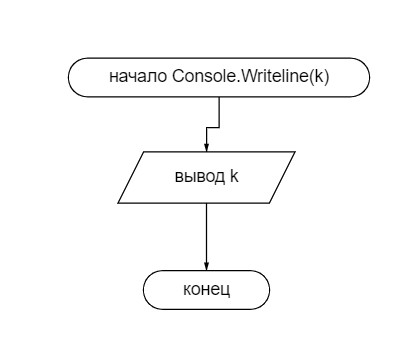 начало Console.Writeline(k)
вывод k
конец